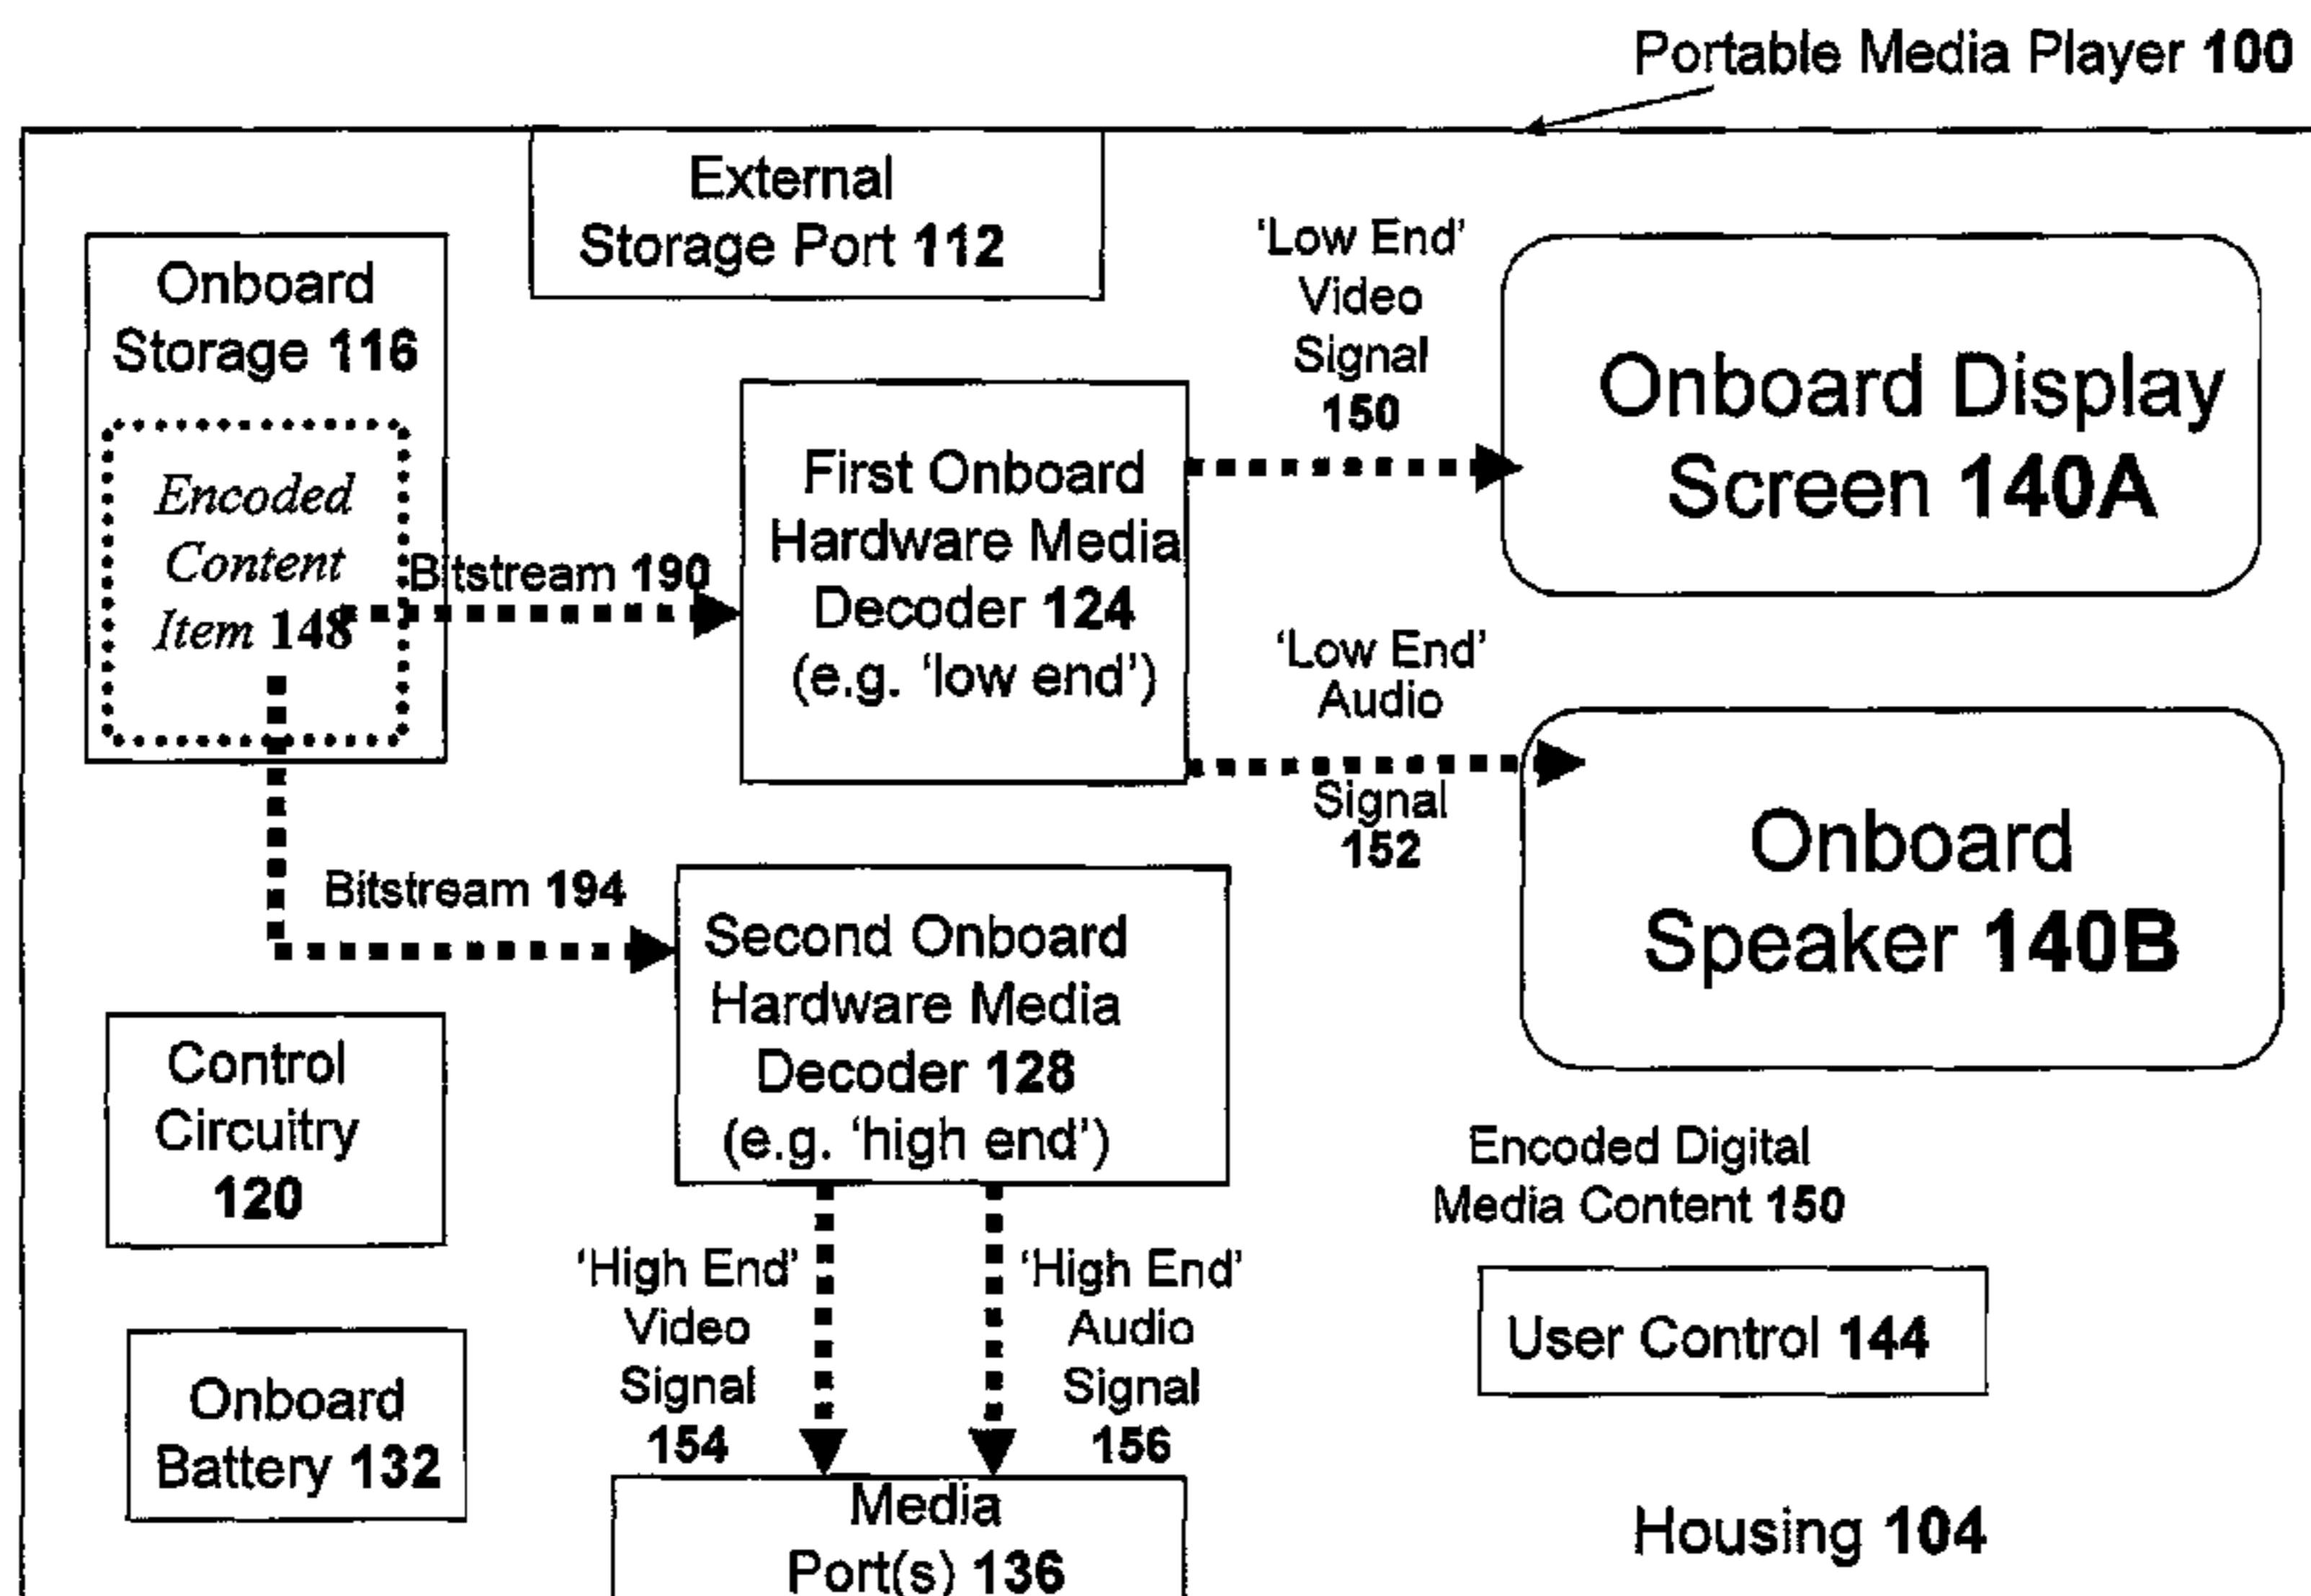 Portable Media Player 100
External
Storage Port 112
Onboard
Storage 116
Encoded
Content
Item 148
Bitstream 190
First Onboard
Hardware Media
Decoder 124
(e.g. 'low end')
'Low End'
Video
Signal
150
Onboard Display
Screen 140A
'Low End'
Audio
Signal
152
Onboard
Speaker 140B
Bitstream 194
Second Onboard
Hardware Media
Decoder 128
(e.g. 'high end')
Control
Circuitry
120
Encoded Digital
Media Content 150
'High End'
Video
Signal
154
'High End'
Audio
Signal
156
User Control 144
Onboard
Battery 132
Media
Port(s) 136
Housing 104